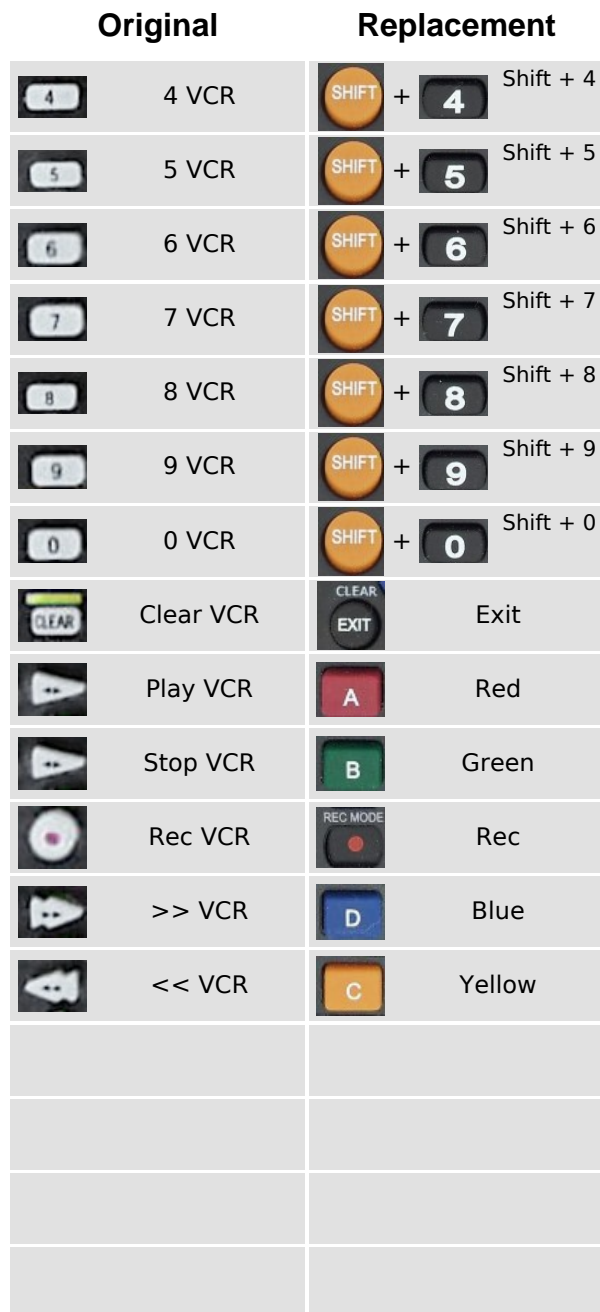 Original Replacement
4 4 VCR SHIFT + 4 Shift + 4
5 5 VCR SHIFT + 5 Shift + 5
6 6 VCR SHIFT + 6 Shift + 6
7 7 VCR SHIFT + 7 Shift + 7
8 8 VCR SHIFT + 8 Shift + 8
9 9 VCR SHIFT + 9 Shift + 9
0 0 VCR SHIFT + 0 Shift + 0
CLEAR Clear VCR CLEAR EXIT Exit
Play VCR A Red
Stop VCR B Green
Rec VCR REC MODE Rec
>> VCR D Blue
<< VCR C Yellow